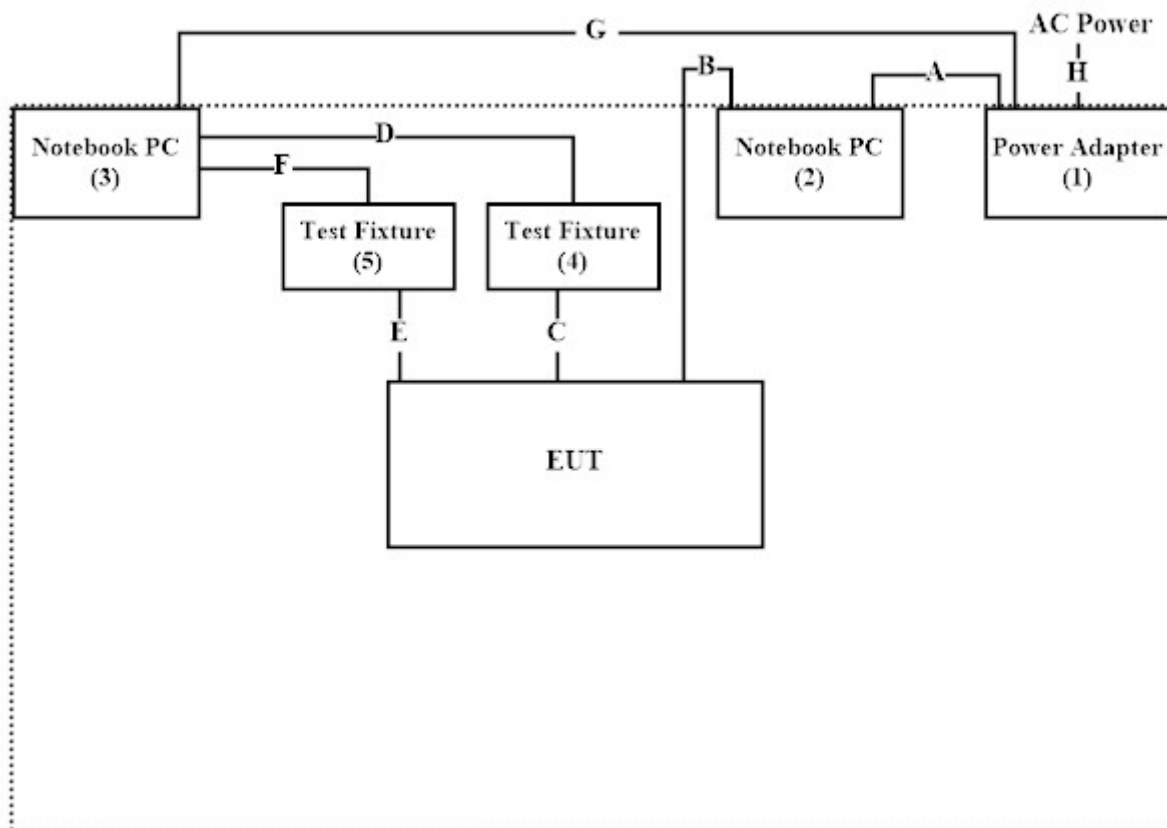 G
AC Power
B
A
H
D
F
Notebook PC
(3)
Notebook PC
(2)
Power Adapter
(1)
Test Fixture
(5)
Test Fixture
(4)
E
C
EUT